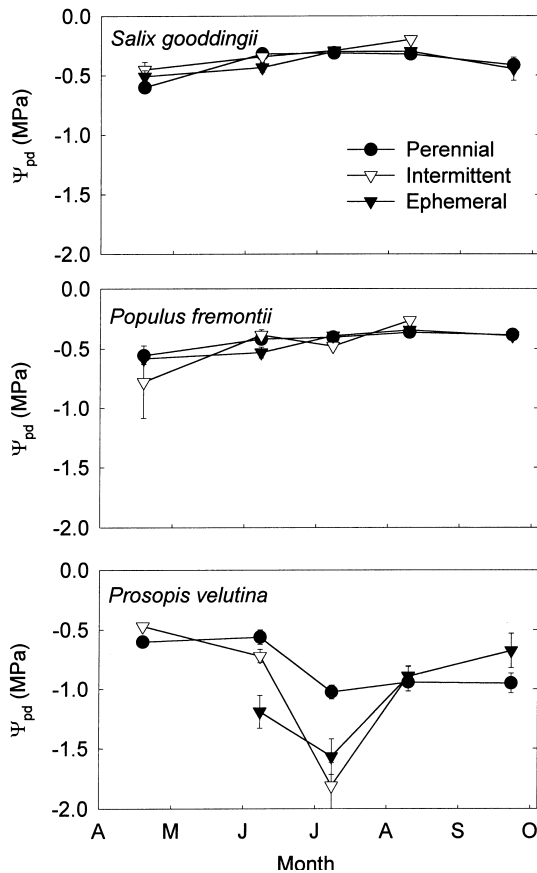 0.0
Salix gooddingii
-0.5
-1.0
-1.5
-2.0
Ψpd (MPa)
Perennial
Intermittent
Ephemeral
0.0
Populus fremontii
-0.5
-1.0
-1.5
-2.0
Ψpd (MPa)
0.0
Prosopis velutina
-0.5
-1.0
-1.5
-2.0
Ψpd (MPa)
A M J J A S O
Month